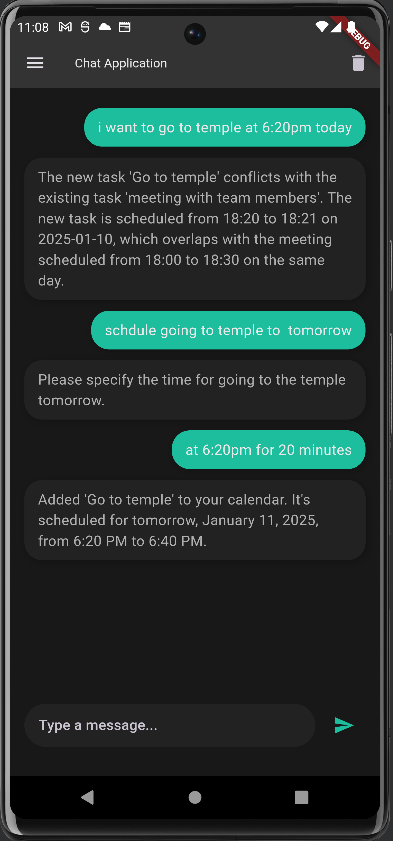 11:08
DEBUG
Chat Application
i want to go to temple at 6:20pm today
The new task 'Go to temple' conflicts with the
existing task 'meeting with team members'. The
new task is scheduled from 18:20 to 18:21 on
2025-01-10, which overlaps with the meeting
scheduled from 18:00 to 18:30 on the same
day.
schdule going to temple to  tomorrow
Please specify the time for going to the temple
tomorrow.
at 6:20pm for 20 minutes
Added 'Go to temple' to your calendar. It's
scheduled for tomorrow, January 11, 2025,
from 6:20 PM to 6:40 PM.
Type a message...